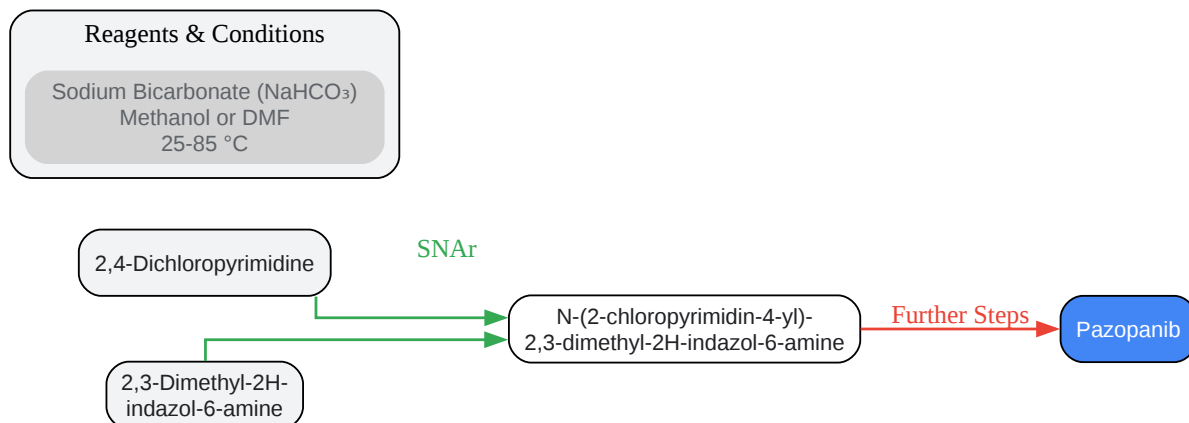 Reagents & Conditions
Sodium Bicarbonate (NaHCO₃)
Methanol or DMF
25-85 °C
SNAr
2,4-Dichloropyrimidine
N-(2-chloropyrimidin-4-yl)-
2,3-dimethyl-2H-indazol-6-amine
Further Steps
Pazopanib
2,3-Dimethyl-2H-
indazol-6-amine